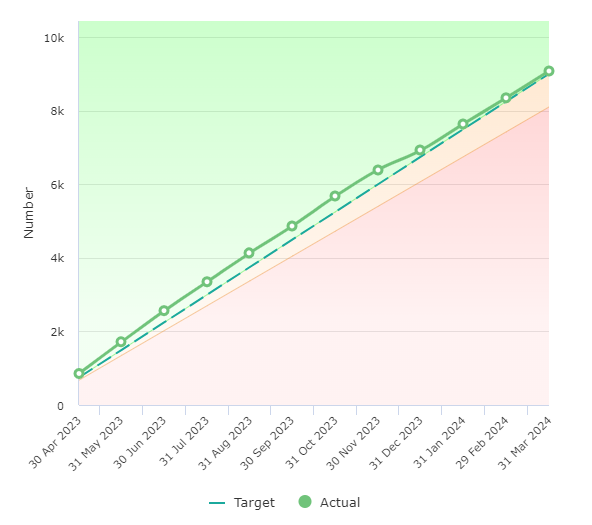 10k
8k
6k
4k
2k
0
Number
30 Apr 2023
31 May 2023
30 Jun 2023
31 Jul 2023
31 Aug 2023
30 Sep 2023
31 Oct 2023
30 Nov 2023
31 Dec 2023
31 Jan 2024
29 Feb 2024
31 Mar 2024
Target
Actual